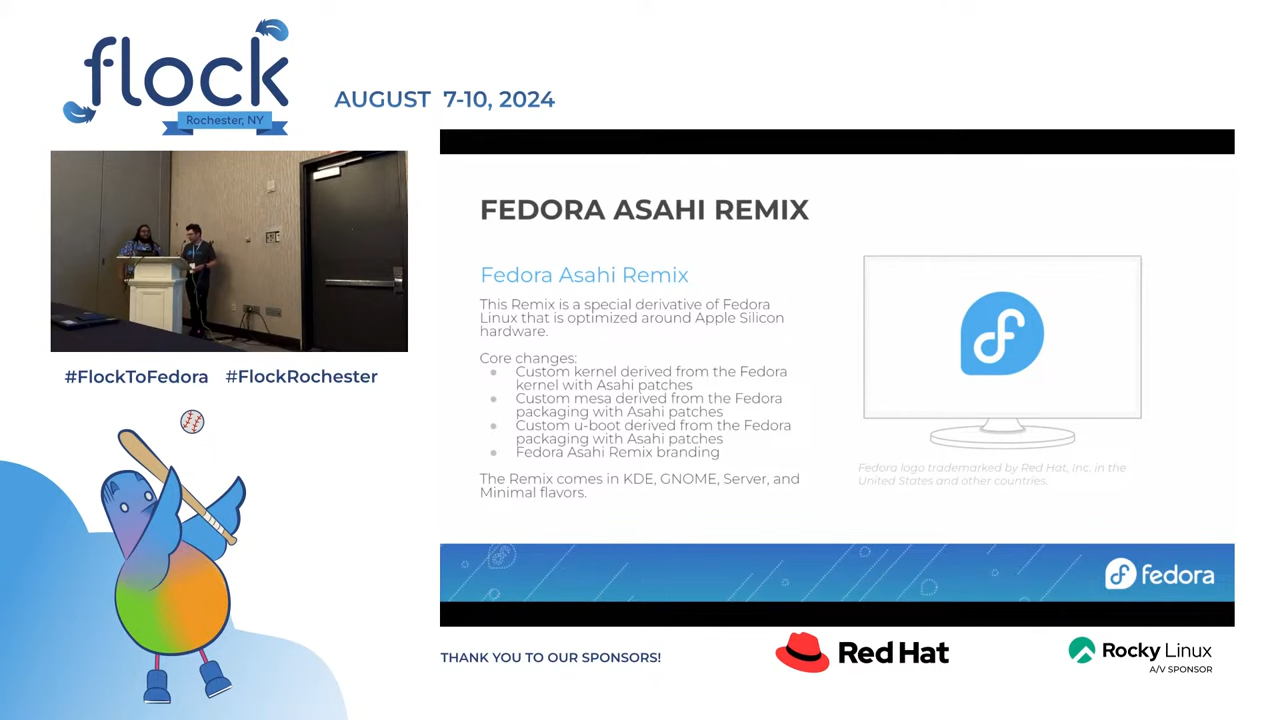 flock
Rochester, NY
AUGUST 7-10, 2024
#FlockToFedora #FlockRochester
FEDORA ASAHI REMIX
Fedora Asahi Remix
This Remix is a special derivative of Fedora
Linux that is optimized around Apple Silicon
hardware.
Core changes:
● Custom kernel derived from the Fedora
kernel with Asahi patches
● Custom mesa derived from the Fedora
packaging with Asahi patches
● Custom u-boot derived from the Fedora
packaging with Asahi patches
● Fedora Asahi Remix branding
The Remix comes in KDE, GNOME, Server, and
Minimal flavors.
Fedora logo trademarked by Red Hat, Inc. in the
United States and other countries.
fedora
THANK YOU TO OUR SPONSORS!
Red Hat
Rocky Linux
A/V SPONSOR